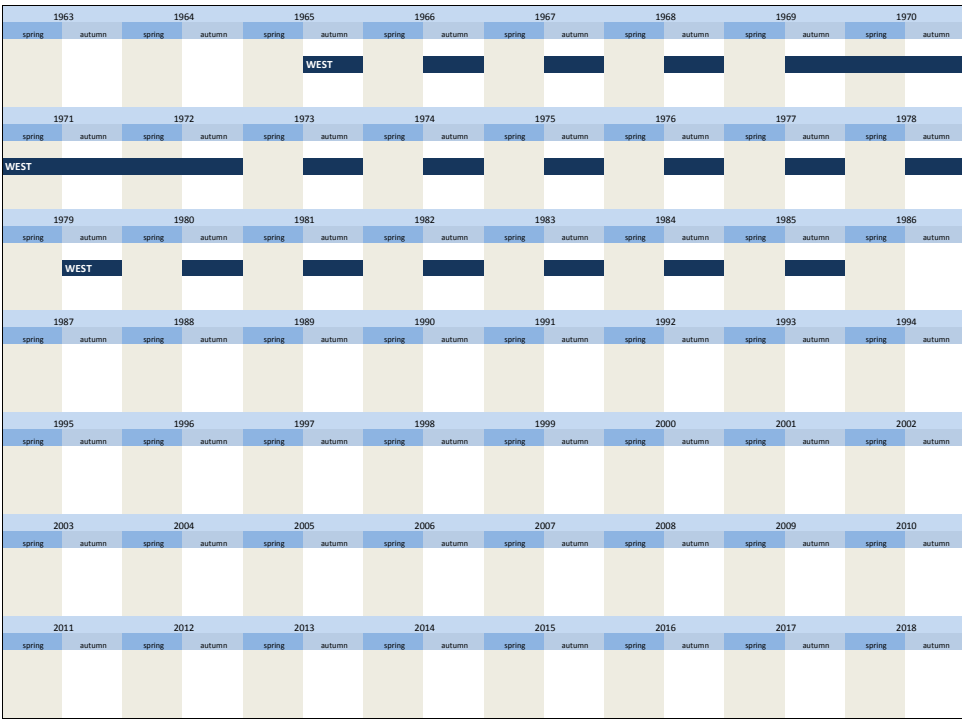 1963 1964 1965 1966 1967 1968 1969 1970
spring autumn spring autumn spring autumn spring autumn spring autumn spring autumn spring autumn spring autumn
WEST
1971 1972 1973 1974 1975 1976 1977 1978
spring autumn spring autumn spring autumn spring autumn spring autumn spring autumn spring autumn spring autumn
WEST
1979 1980 1981 1982 1983 1984 1985 1986
spring autumn spring autumn spring autumn spring autumn spring autumn spring autumn spring autumn spring autumn
WEST
1987 1988 1989 1990 1991 1992 1993 1994
spring autumn spring autumn spring autumn spring autumn spring autumn spring autumn spring autumn spring autumn
1995 1996 1997 1998 1999 2000 2001 2002
spring autumn spring autumn spring autumn spring autumn spring autumn spring autumn spring autumn spring autumn
2003 2004 2005 2006 2007 2008 2009 2010
spring autumn spring autumn spring autumn spring autumn spring autumn spring autumn spring autumn spring autumn
2011 2012 2013 2014 2015 2016 2017 2018
spring autumn spring autumn spring autumn spring autumn spring autumn spring autumn spring autumn spring autumn